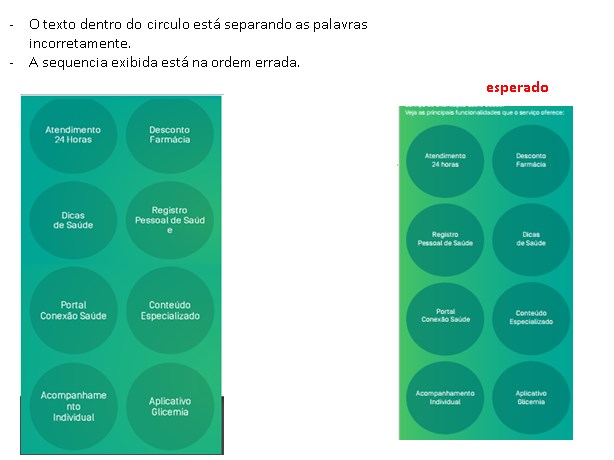 - O texto dentro do circulo está separando as palavras
incorretamente.
- A sequencia exibida está na ordem errada.
esperado
Atendimento
24 Horas
Desconto
Farmácia
Dicas
de Saúde
Registro
Pessoal de Saúd
e
Portal
Conexão Saúde
Conteúdo
Especializado
Acompanhame
nto
Individual
Aplicativo
Glicemia
Veja as principais funcionalidades que o serviço oferece:
Atendimento
24 horas
Desconto
Farmácia
Registro
Pessoal de Saúde
Dicas
de Saúde
Portal
Conexão Saúde
Conteúdo
Especializado
Acompanhamento
Individual
Aplicativo
Glicemia